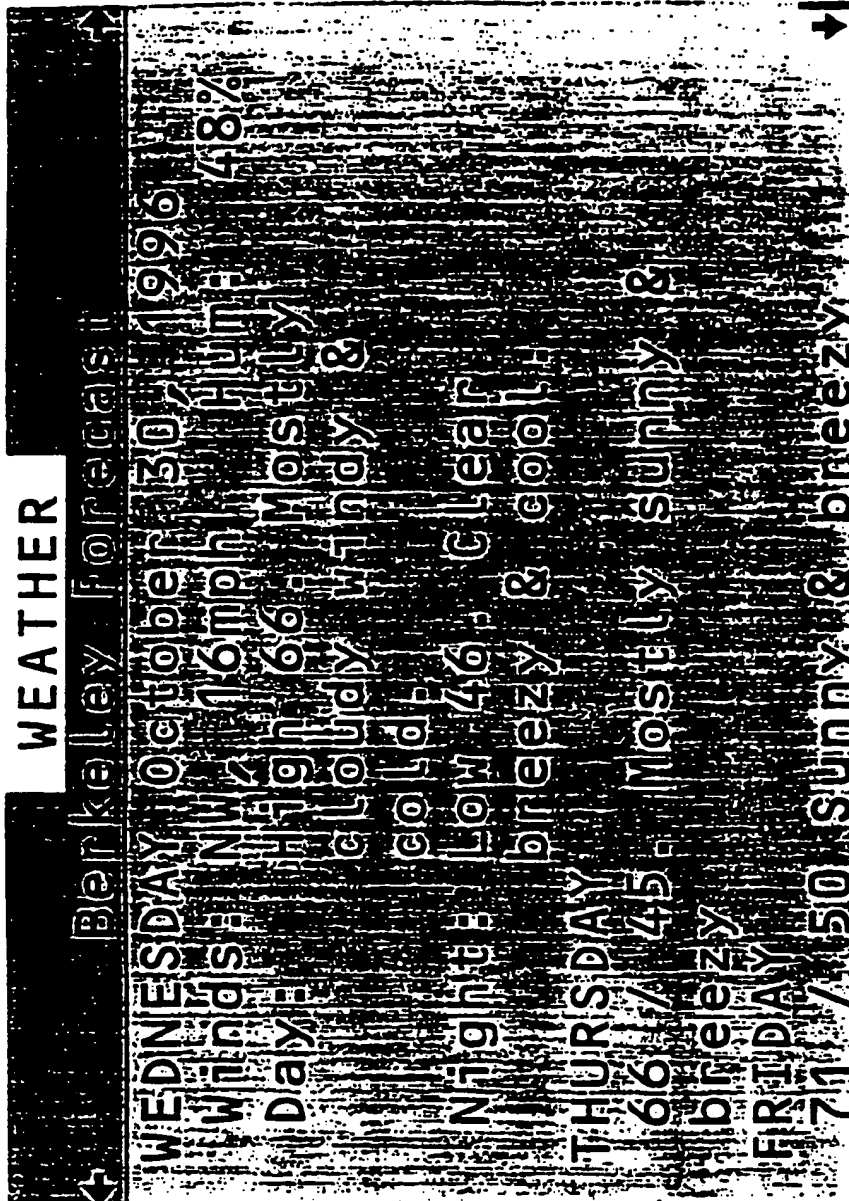 WEATHER
Berkeley Forecast
WEDNESDAY October 30, 1996
Winds: NW, 16mph Hum: 48%
Day: High 66. Mostly
cloudy windy &
cold.
Night: Low 46. Clear
breezy & cool.
THURSDAY
66 / 45. Mostly sunny &
breezy
FRIDAY
71 / 50 Sunny & breezy